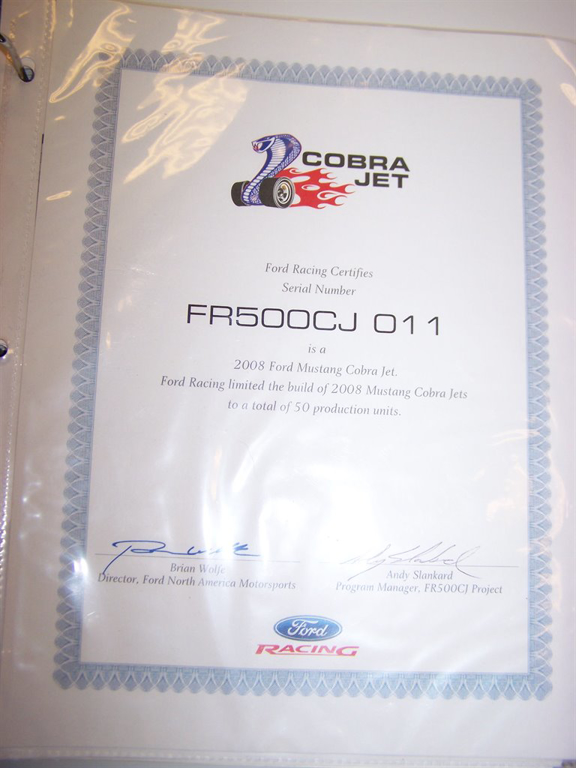 COBRA
JET
Ford Racing Certifies
Serial Number
FR500CJ 011
is a
2008 Ford Mustang Cobra Jet.
Ford Racing limited the build of 2008 Mustang Cobra Jets
to a total of 50 production units.
Brian Wolfe
Director, Ford North America Motorsports
Andy Slankard
Program Manager, FR500CJ Project
Ford
RACING